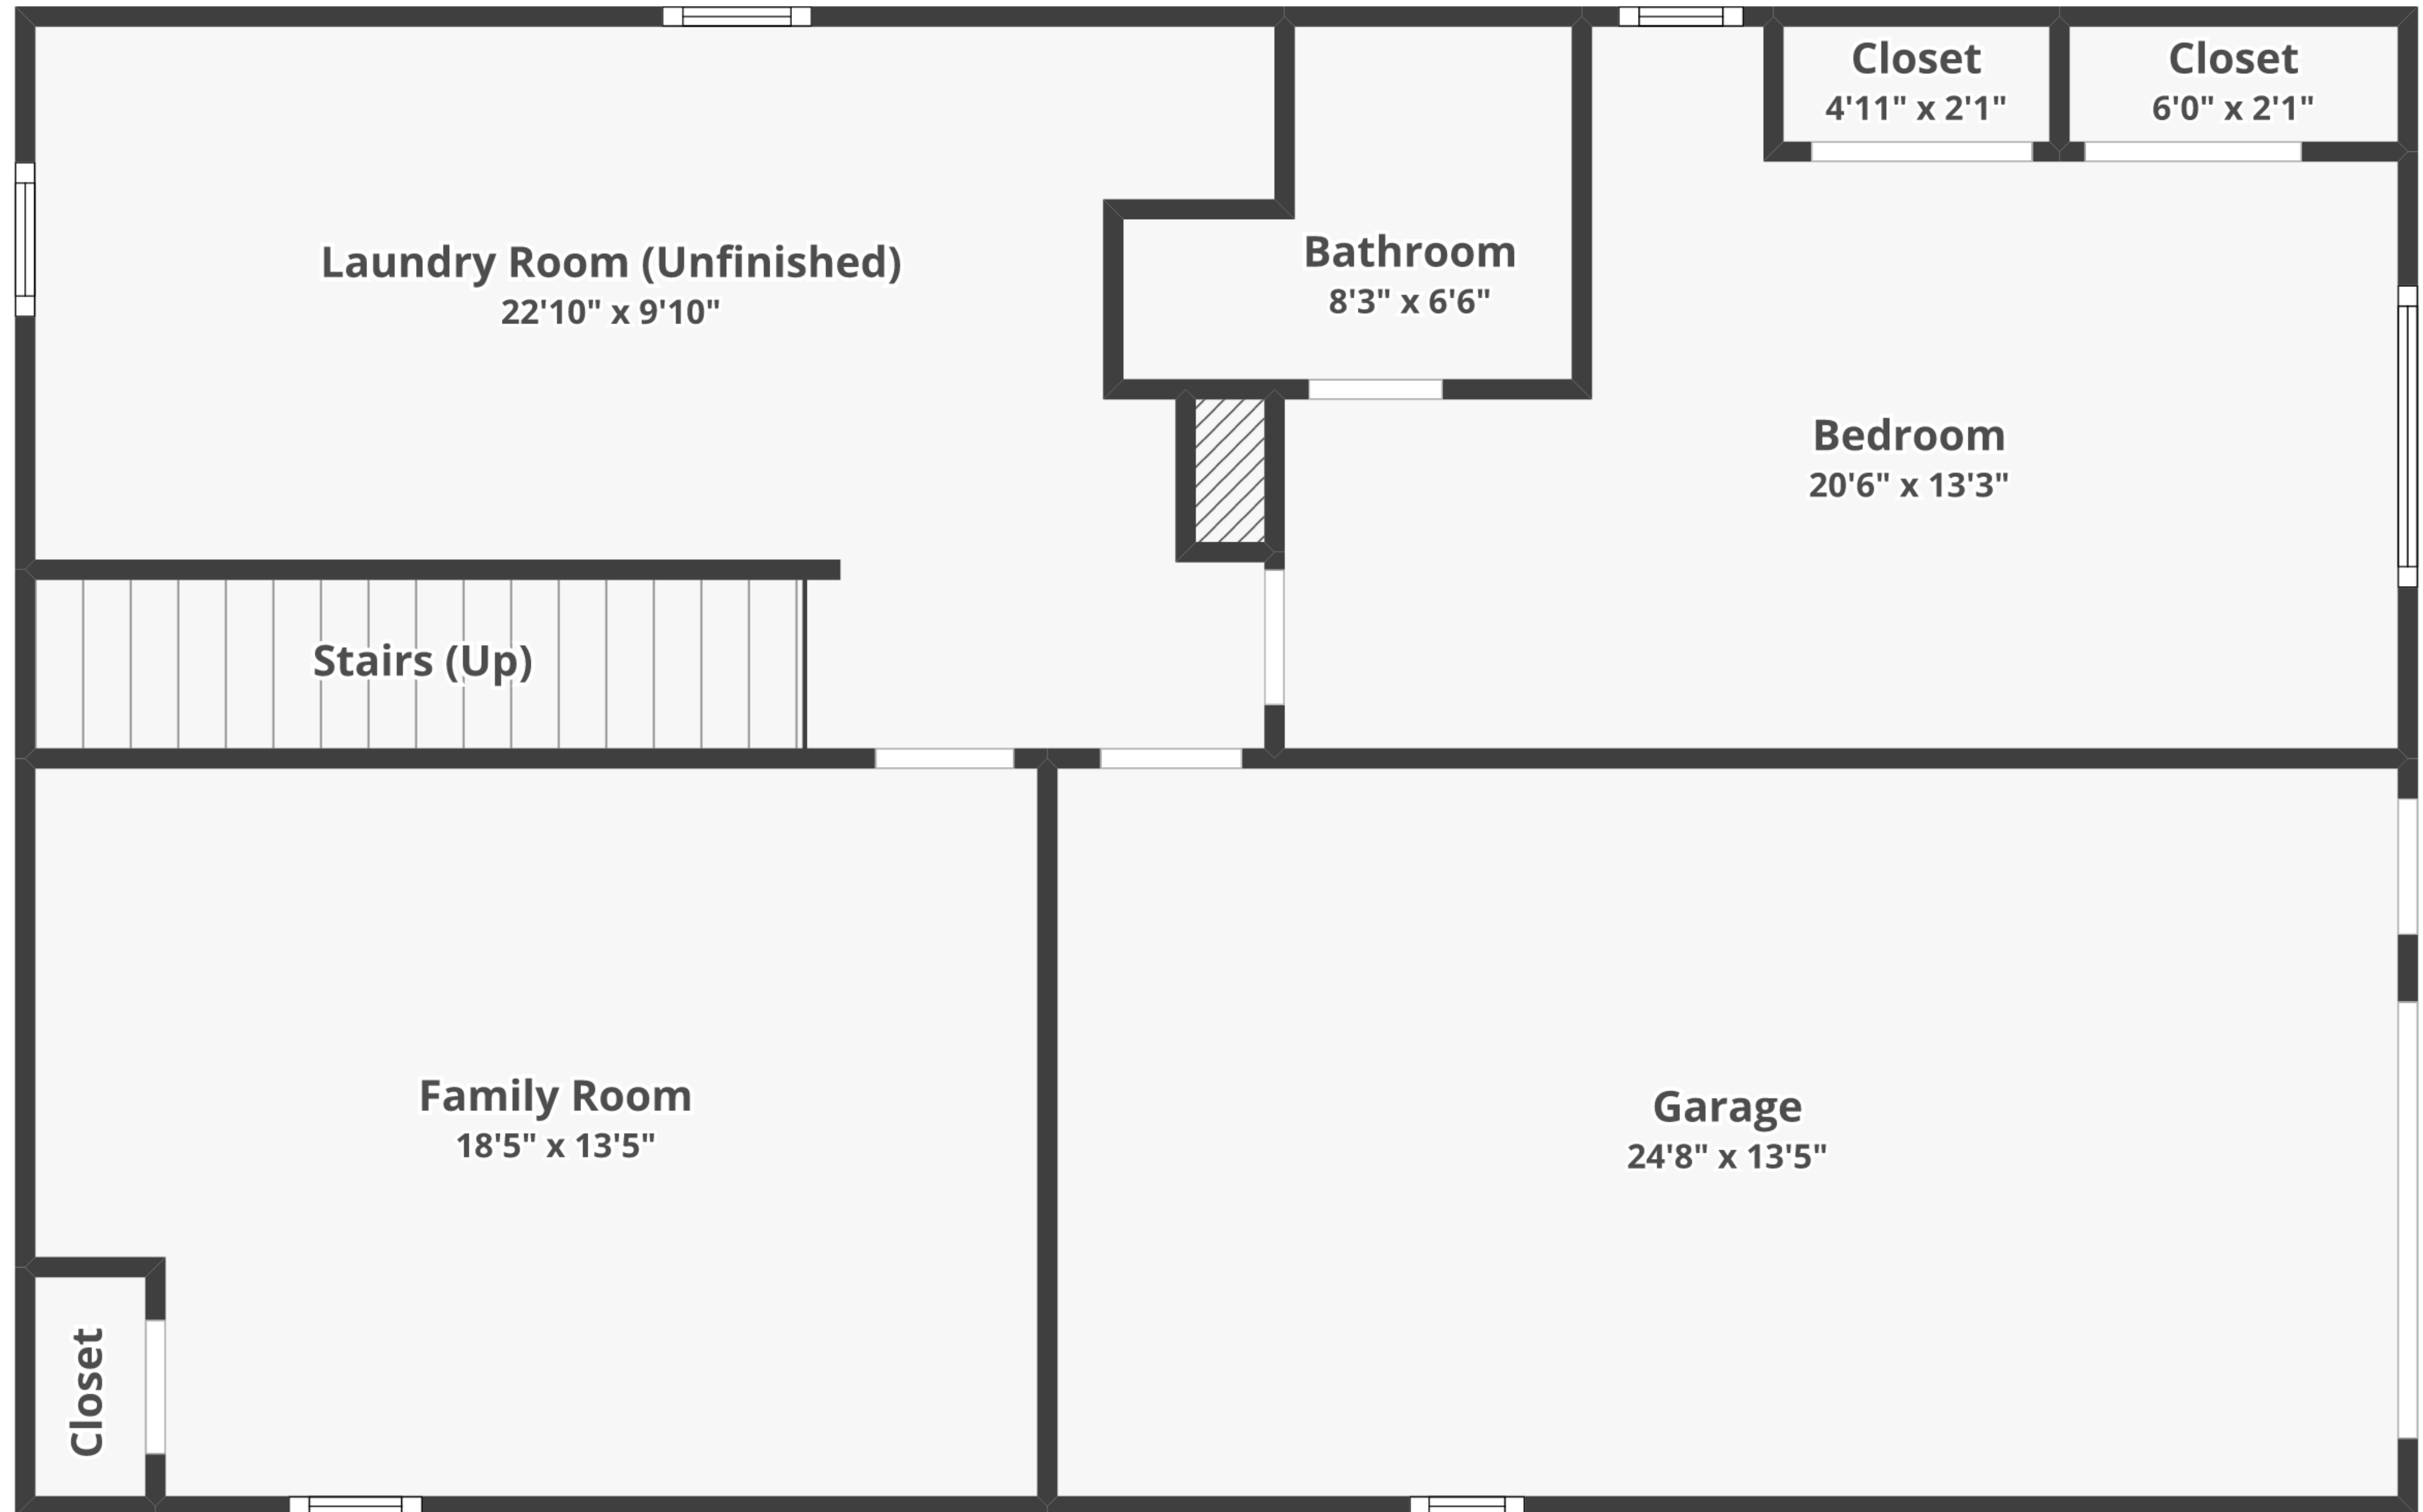 Closet
4'11" x 2'1"
Closet
6'0" x 2'1"
Laundry Room (Unfinished)
22'10" x 9'10"
Bathroom
8'3" x 6'6"
Bedroom
20'6" x 13'3"
Stairs (Up)
Family Room
18'5" x 13'5"
Garage
24'8" x 13'5"
Closet